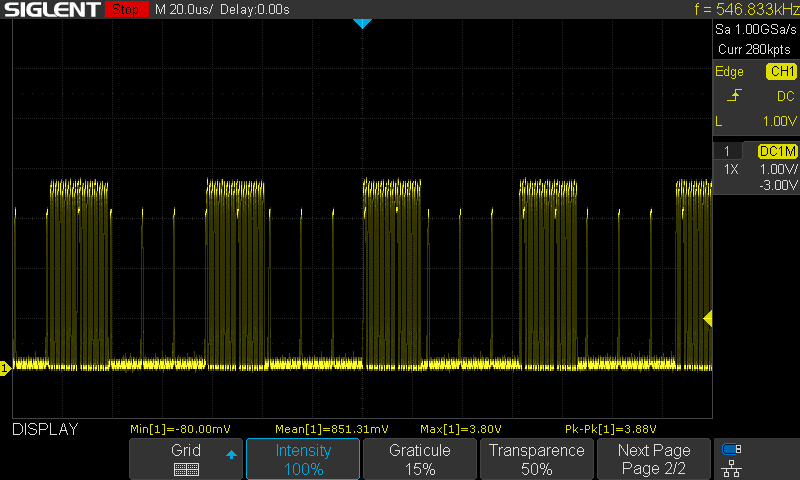 SIGLENT Stop M 20.0us/ Delay:0.00s f = 546.833kHz
Sa 1.00GSa/s
Curr 280kpts
Edge CH1
DC
L 1.00V
1 DC1M
1X 1.00V/
-3.00V
1
DISPLAY Min[1]=-80.00mV Mean[1]=851.31mV Max[1]=3.80V Pk-Pk[1]=3.88V
Grid Intensity Graticule Transparence Next Page
100% 15% 50% Page 2/2